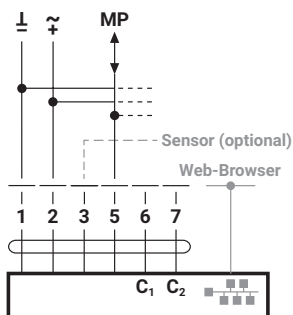 ⊥ ~ MP
− +
Sensor (optional)
Web-Browser
1 2 3 5 6 7
C₁ C₂